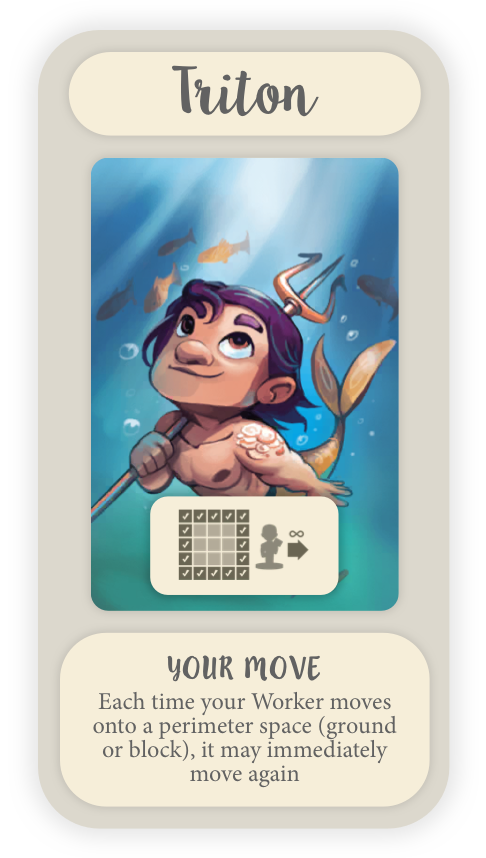 Triton
∞
YOUR MOVE
Each time your Worker moves
onto a perimeter space (ground
or block), it may immediately
move again